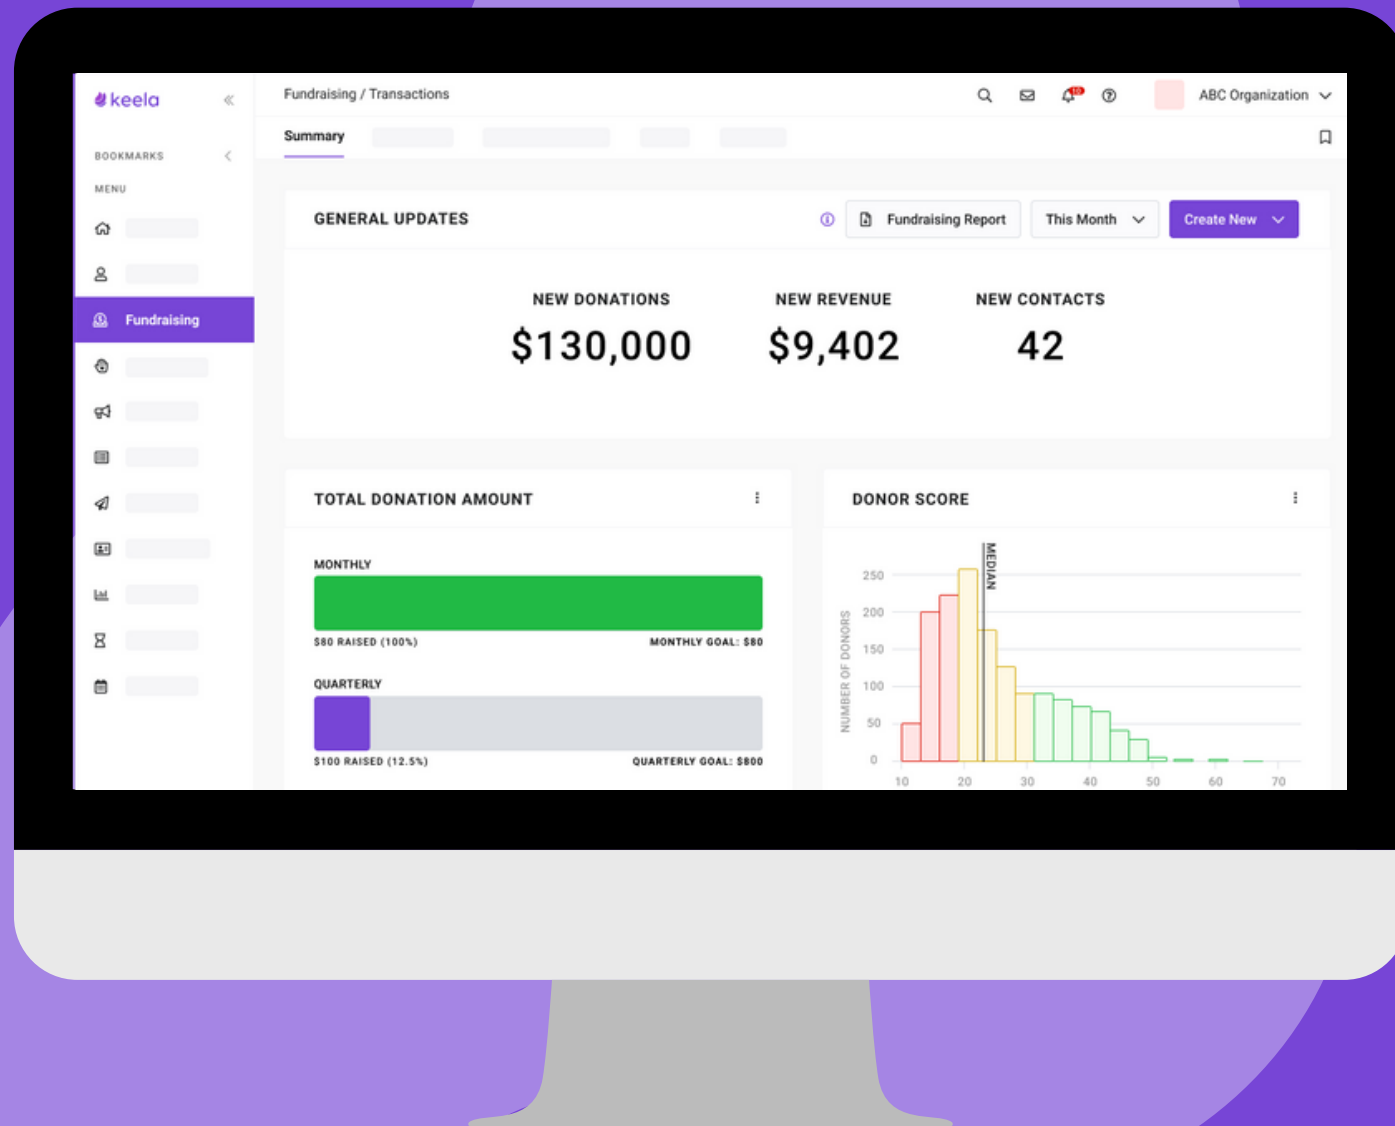 keela
Fundraising / Transactions
10
ABC Organization
Summary
BOOKMARKS
MENU
Fundraising
GENERAL UPDATES
Fundraising Report
This Month
Create New
NEW DONATIONS
$130,000
NEW REVENUE
$9,402
NEW CONTACTS
42
TOTAL DONATION AMOUNT
MONTHLY
$80 RAISED (100%)
MONTHLY GOAL: $80
QUARTERLY
$100 RAISED (12.5%)
QUARTERLY GOAL: $800
DONOR SCORE
MEDIAN
NUMBER OF DONORS
250
200
150
100
50
0
10 20 30 40 50 60 70